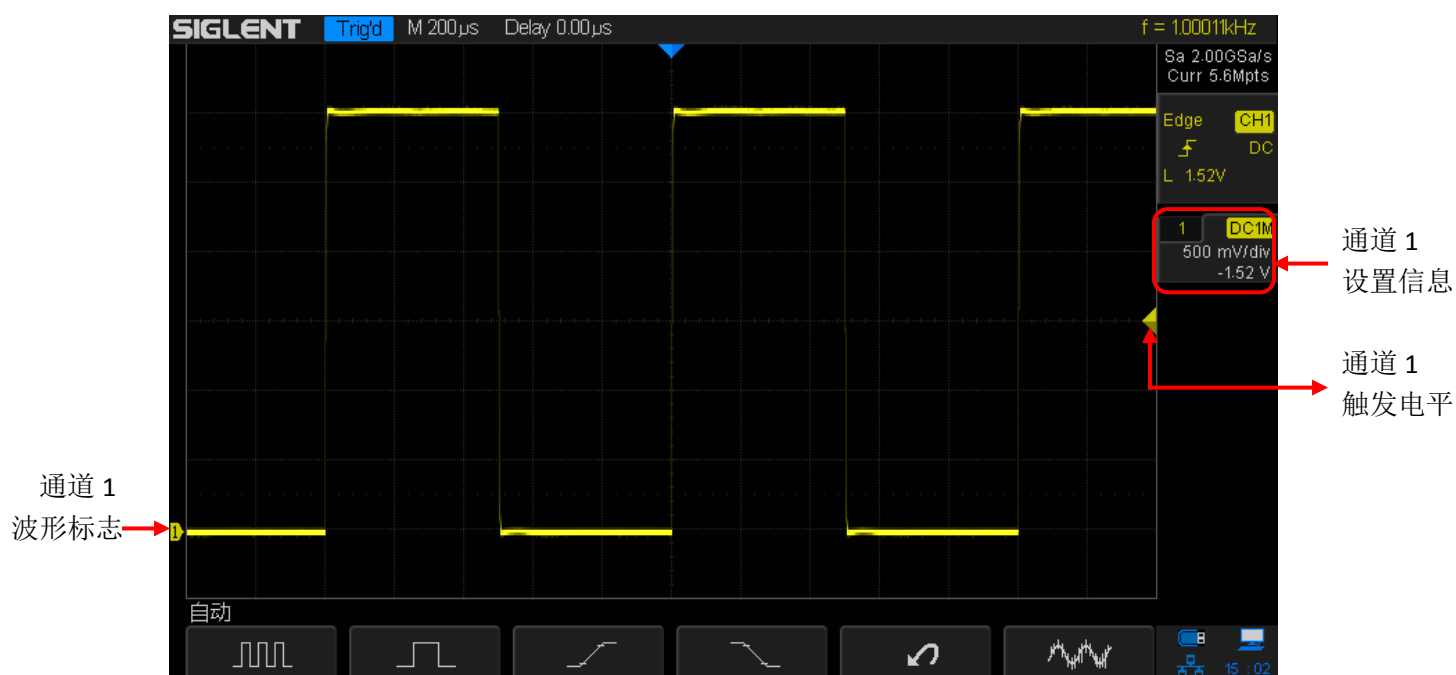 SIGLENT Trig'd M 200µs Delay 0.00µs f = 1.00011kHz
Sa 2.00GSa/s
Curr 5.6Mpts
Edge CH1
DC
L 1.52V
1 DC1M
500 mV/div
-1.52 V
通道 1
设置信息
通道 1
触发电平
通道 1
波形标志
1
自动
15 : 02